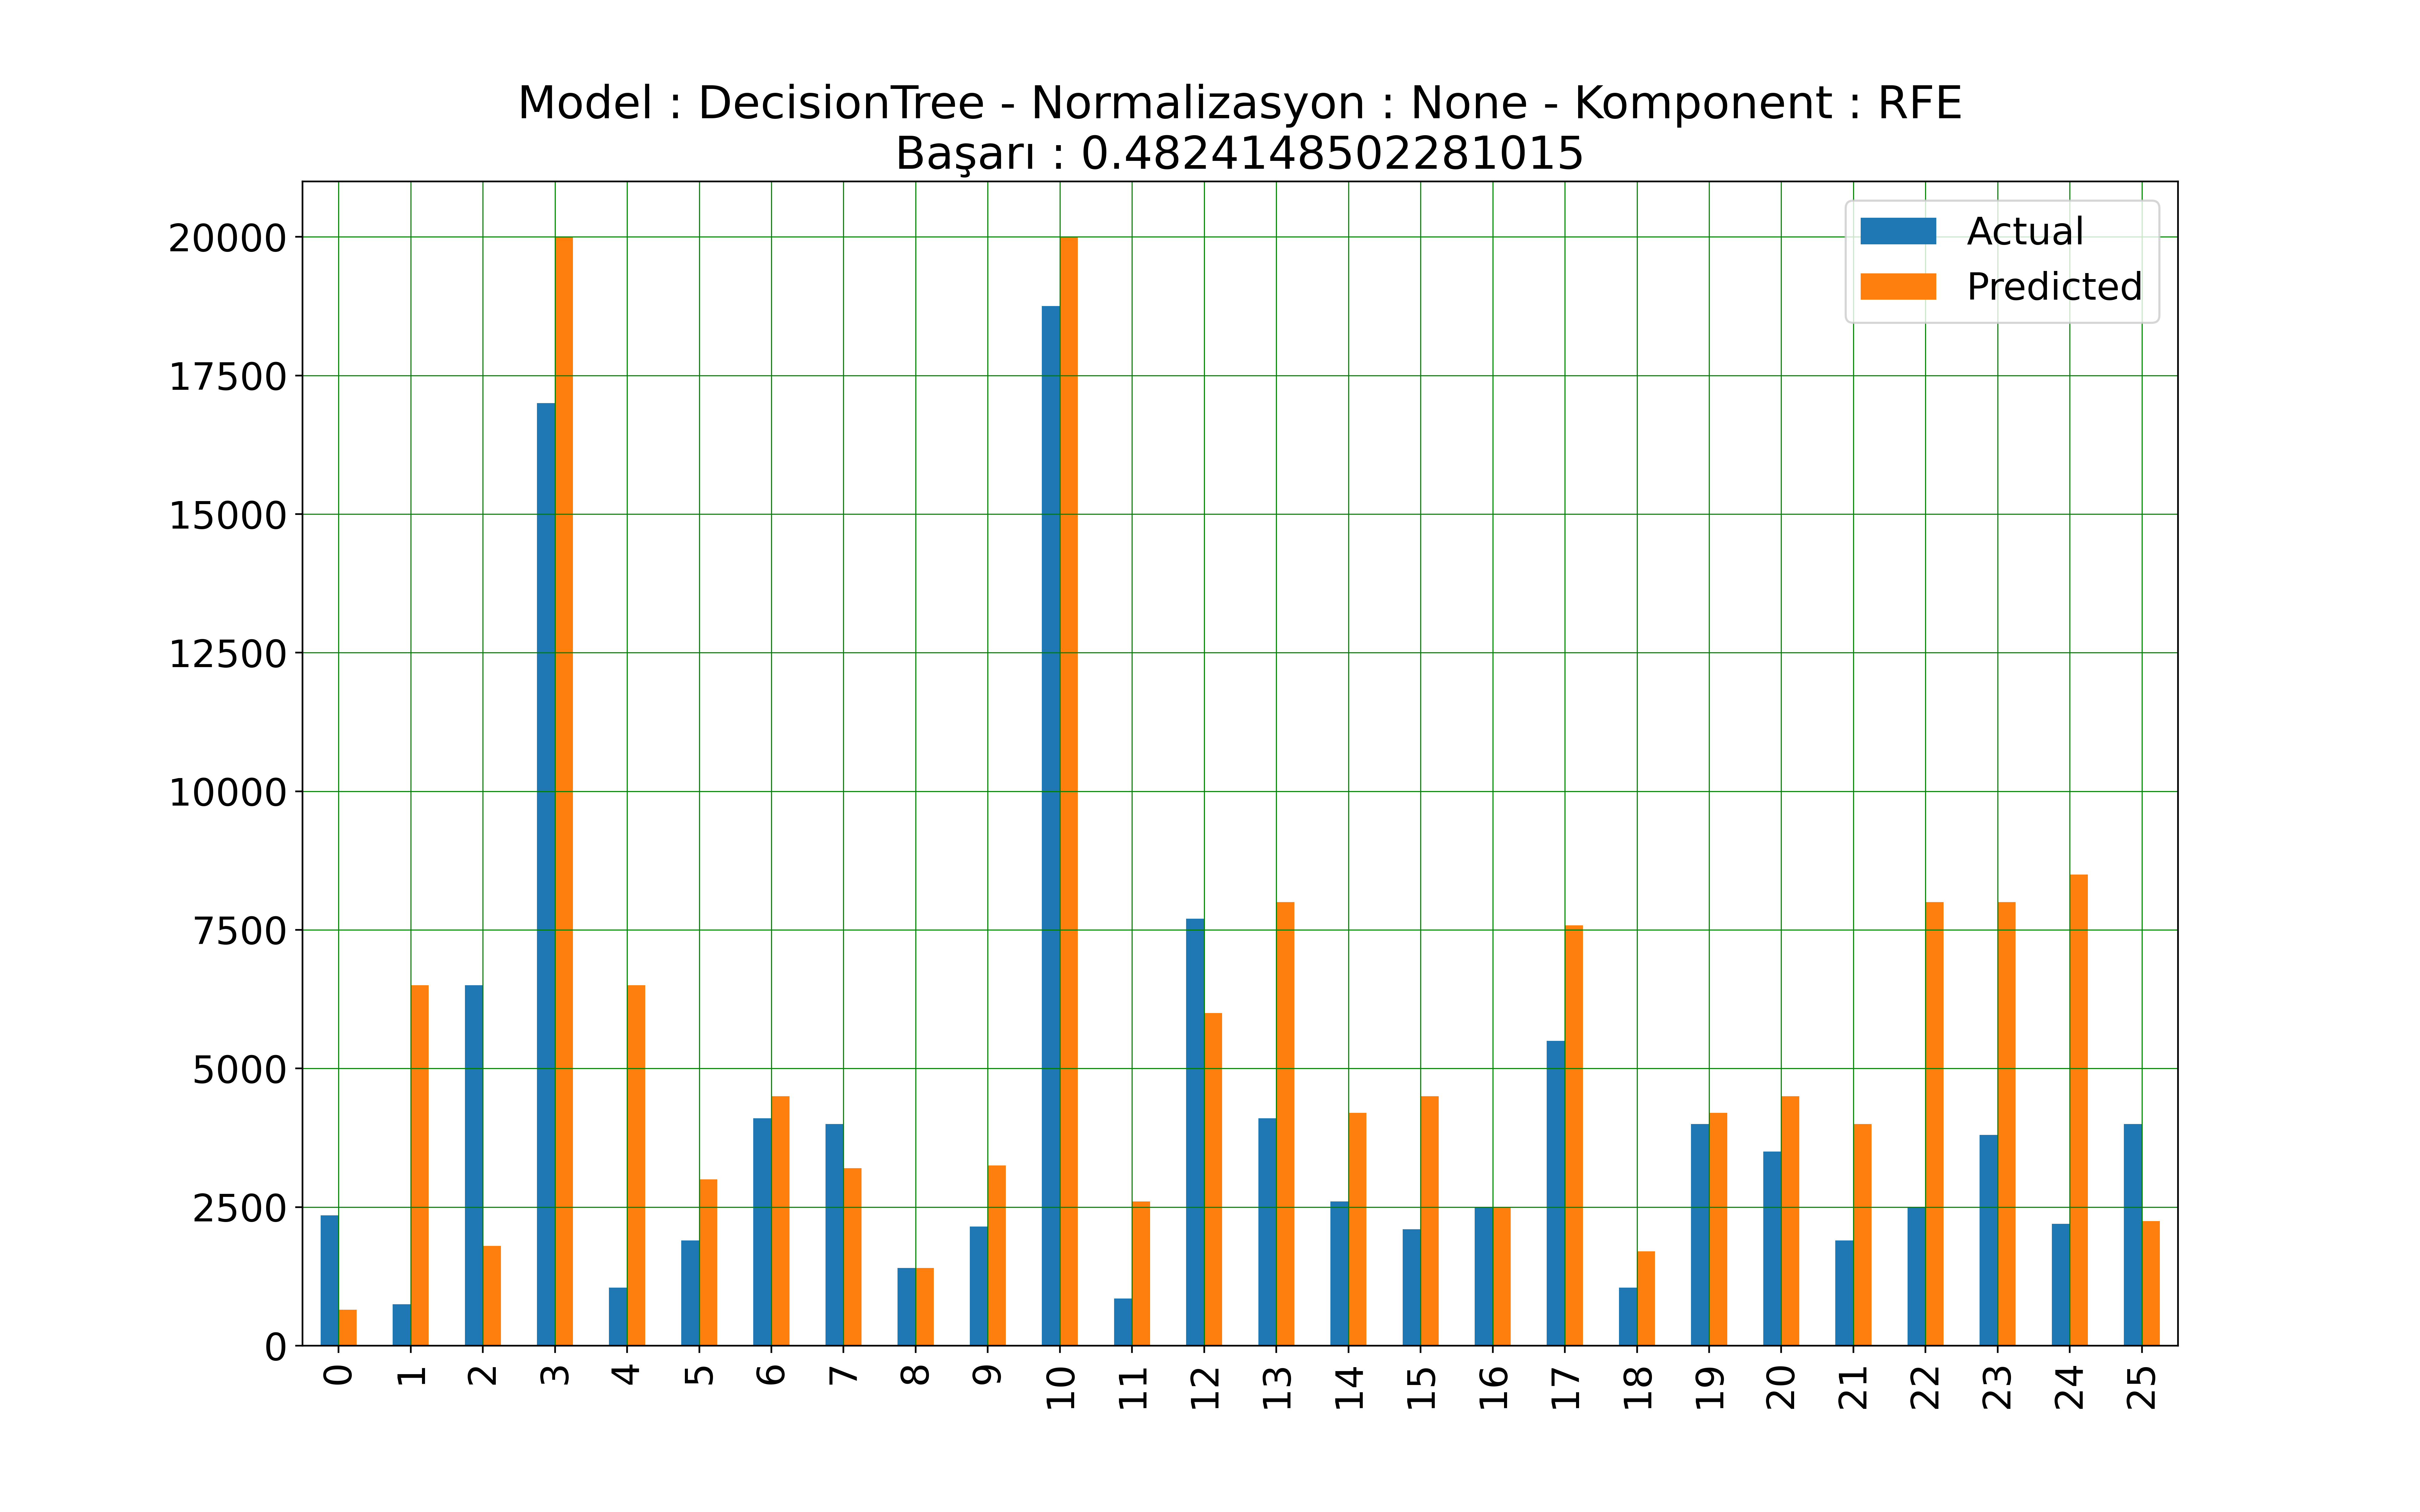 Model : DecisionTree - Normalizasyon : None - Komponent : RFE
Başarı : 0.4824148502281015
Actual
Predicted
20000
17500
15000
12500
10000
7500
5000
2500
0
0 1 2 3 4 5 6 7 8 9 10 11 12 13 14 15 16 17 18 19 20 21 22 23 24 25